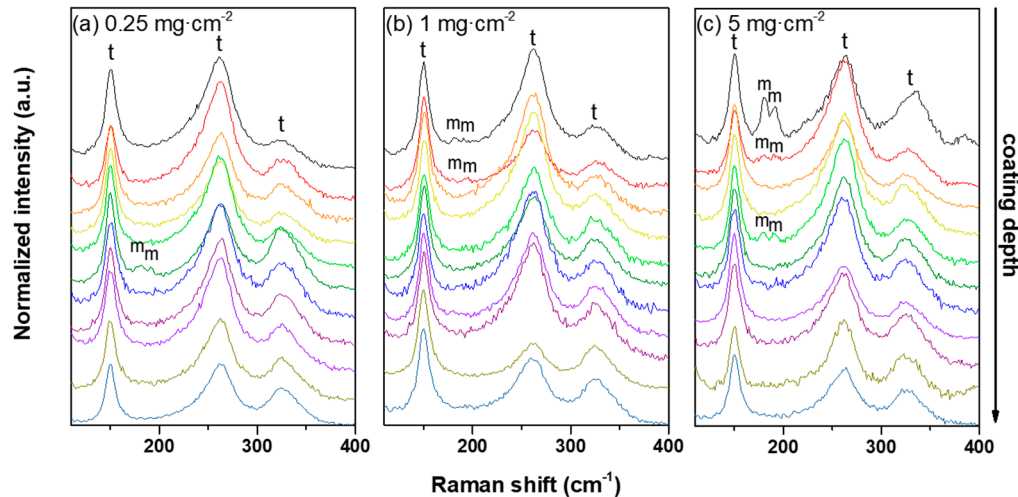 (a) 0.25 mg·cm-2
(b) 1 mg·cm-2
(c) 5 mg·cm-2
t
t
t
m
m
t
t
t
m
m
m
m
t
t
t
m
m
m
m
m
m
Normalized intensity (a.u.)
coating depth
200
300
400
200
300
400
200
300
400
Raman shift (cm-1)